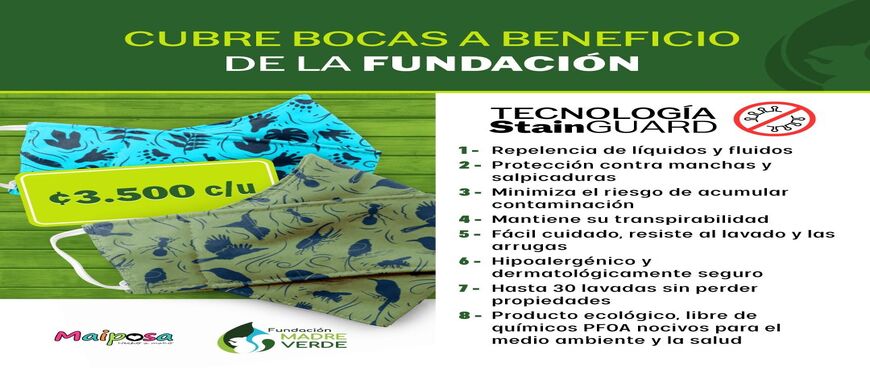 CUBRE BOCAS A BENEFICIO
DE LA FUNDACIÓN
¢3.500 c/u
TECNOLOGÍA
StainGUARD
1 - Repelencia de líquidos y fluidos
2 - Protección contra manchas y
salpicaduras
3 - Minimiza el riesgo de acumular
contaminación
4 - Mantiene su transpirabilidad
5 - Fácil cuidado, resiste al lavado y las
arrugas
6 - Hipoalergénico y
dermatológicamente seguro
7 - Hasta 30 lavadas sin perder
propiedades
8 - Producto ecológico, libre de
químicos PFOA nocivos para el
medio ambiente y la salud
Maiposa
Hecho a mano
Fundación
MADRE
VERDE